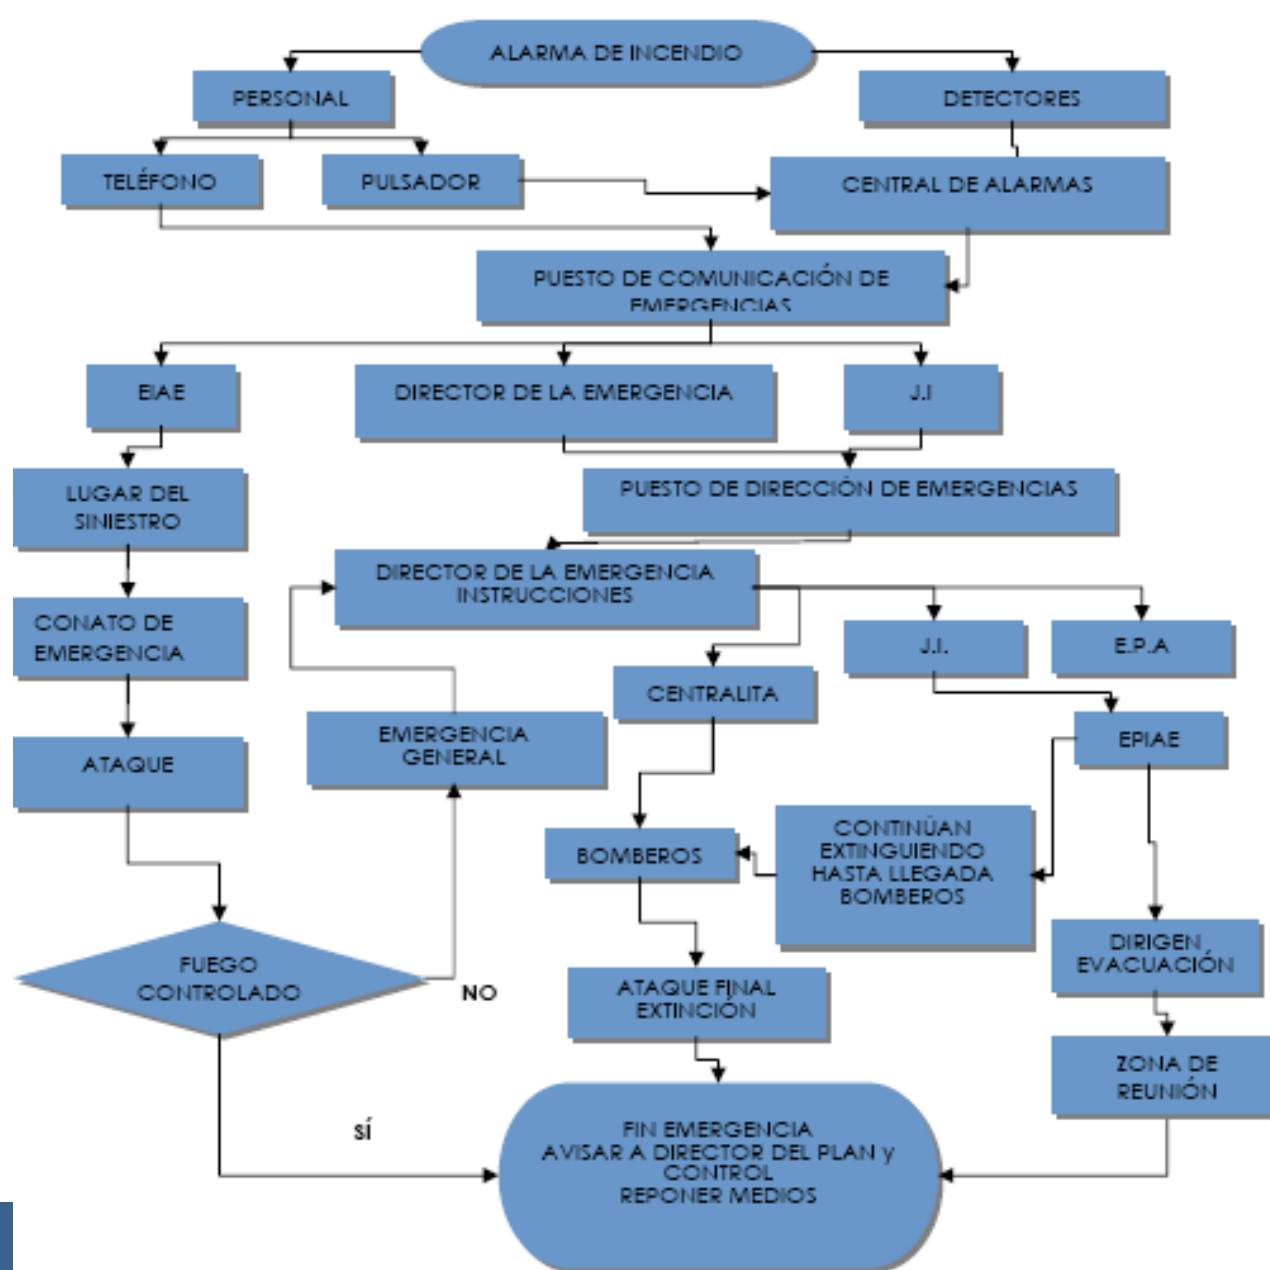 ALARMA DE INCENDIO
PERSONAL
DETECTORES
TELÉFONO
PULSADOR
CENTRAL DE ALARMAS
PUESTO DE COMUNICACIÓN DE
EMERGENCIAS
EIAE
DIRECTOR DE LA EMERGENCIA
J.I
LUGAR DEL
SINIESTRO
PUESTO DE DIRECCIÓN DE EMERGENCIAS
DIRECTOR DE LA EMERGENCIA
INSTRUCCIONES
CONATO DE
EMERGENCIA
J.I.
E.P.A
CENTRALITA
EMERGENCIA
GENERAL
EPIAE
ATAQUE
CONTINÚAN
EXTINGUIENDO
HASTA LLEGADA
BOMBEROS
BOMBEROS
DIRIGEN
EVACUACIÓN
FUEGO
CONTROLADO
NO
ATAQUE FINAL
EXTINCIÓN
ZONA DE
REUNIÓN
SÍ
FIN EMERGENCIA
AVISAR A DIRECTOR DEL PLAN y
CONTROL
REPONER MEDIOS